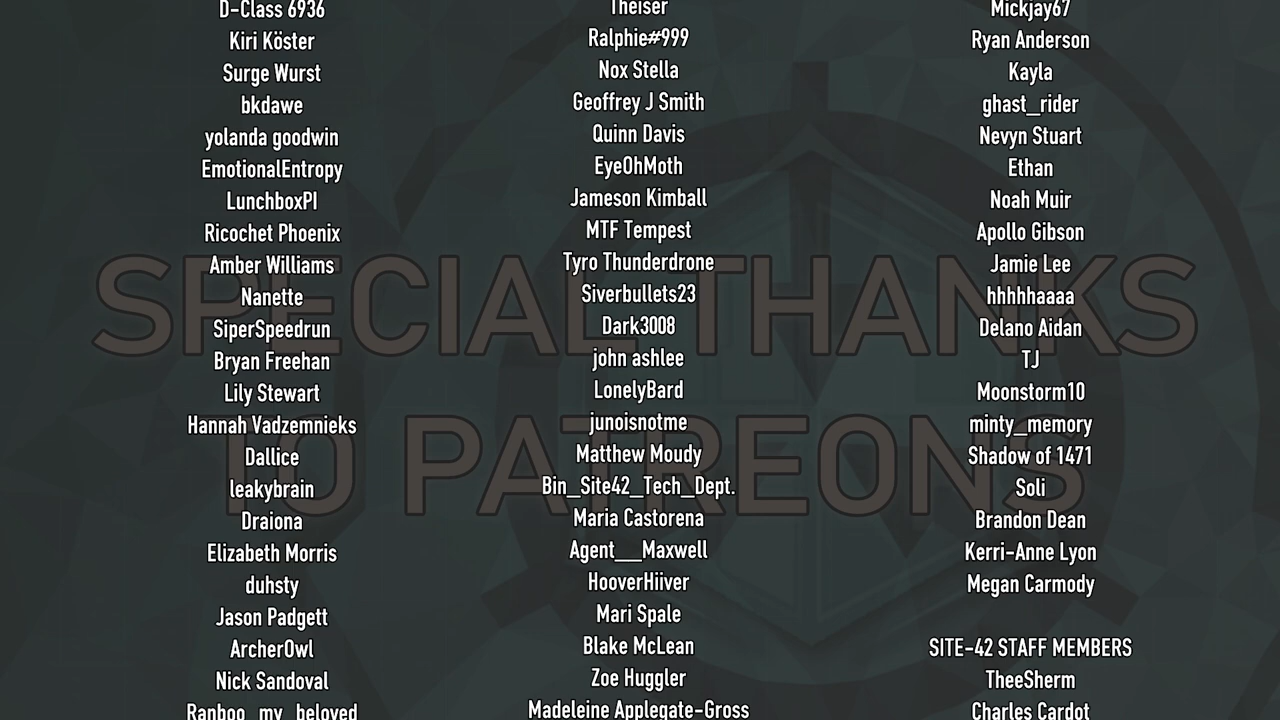 D-Class 6936
Kiri Köster
Surge Wurst
bkdawe
yolanda goodwin
EmotionalEntropy
LunchboxPI
Ricochet Phoenix
Amber Williams
Nanette
SiperSpeedrun
Bryan Freehan
Lily Stewart
Hannah Vadzemnieks
Dallice
leakybrain
Draiona
Elizabeth Morris
duhsty
Jason Padgett
ArcherOwl
Nick Sandoval
Ranboo_my_beloved
Theiser
Ralphie#999
Nox Stella
Geoffrey J Smith
Quinn Davis
EyeOhMoth
Jameson Kimball
MTF Tempest
Tyro Thunderdrone
Siverbullets23
Dark3008
john ashlee
LonelyBard
junoisnotme
Matthew Moudy
Bin_Site42_Tech_Dept.
Maria Castorena
Agent__Maxwell
HooverHiiver
Mari Spale
Blake McLean
Zoe Huggler
Madeleine Applegate-Gross
Mickjay67
Ryan Anderson
Kayla
ghast_rider
Nevyn Stuart
Ethan
Noah Muir
Apollo Gibson
Jamie Lee
hhhhhaaaa
Delano Aidan
TJ
Moonstorm10
minty_memory
Shadow of 1471
Soli
Brandon Dean
Kerri-Anne Lyon
Megan Carmody
SITE-42 STAFF MEMBERS
TheeSherm
Charles Cardot
SPECIAL THANKS
TO PATREONS